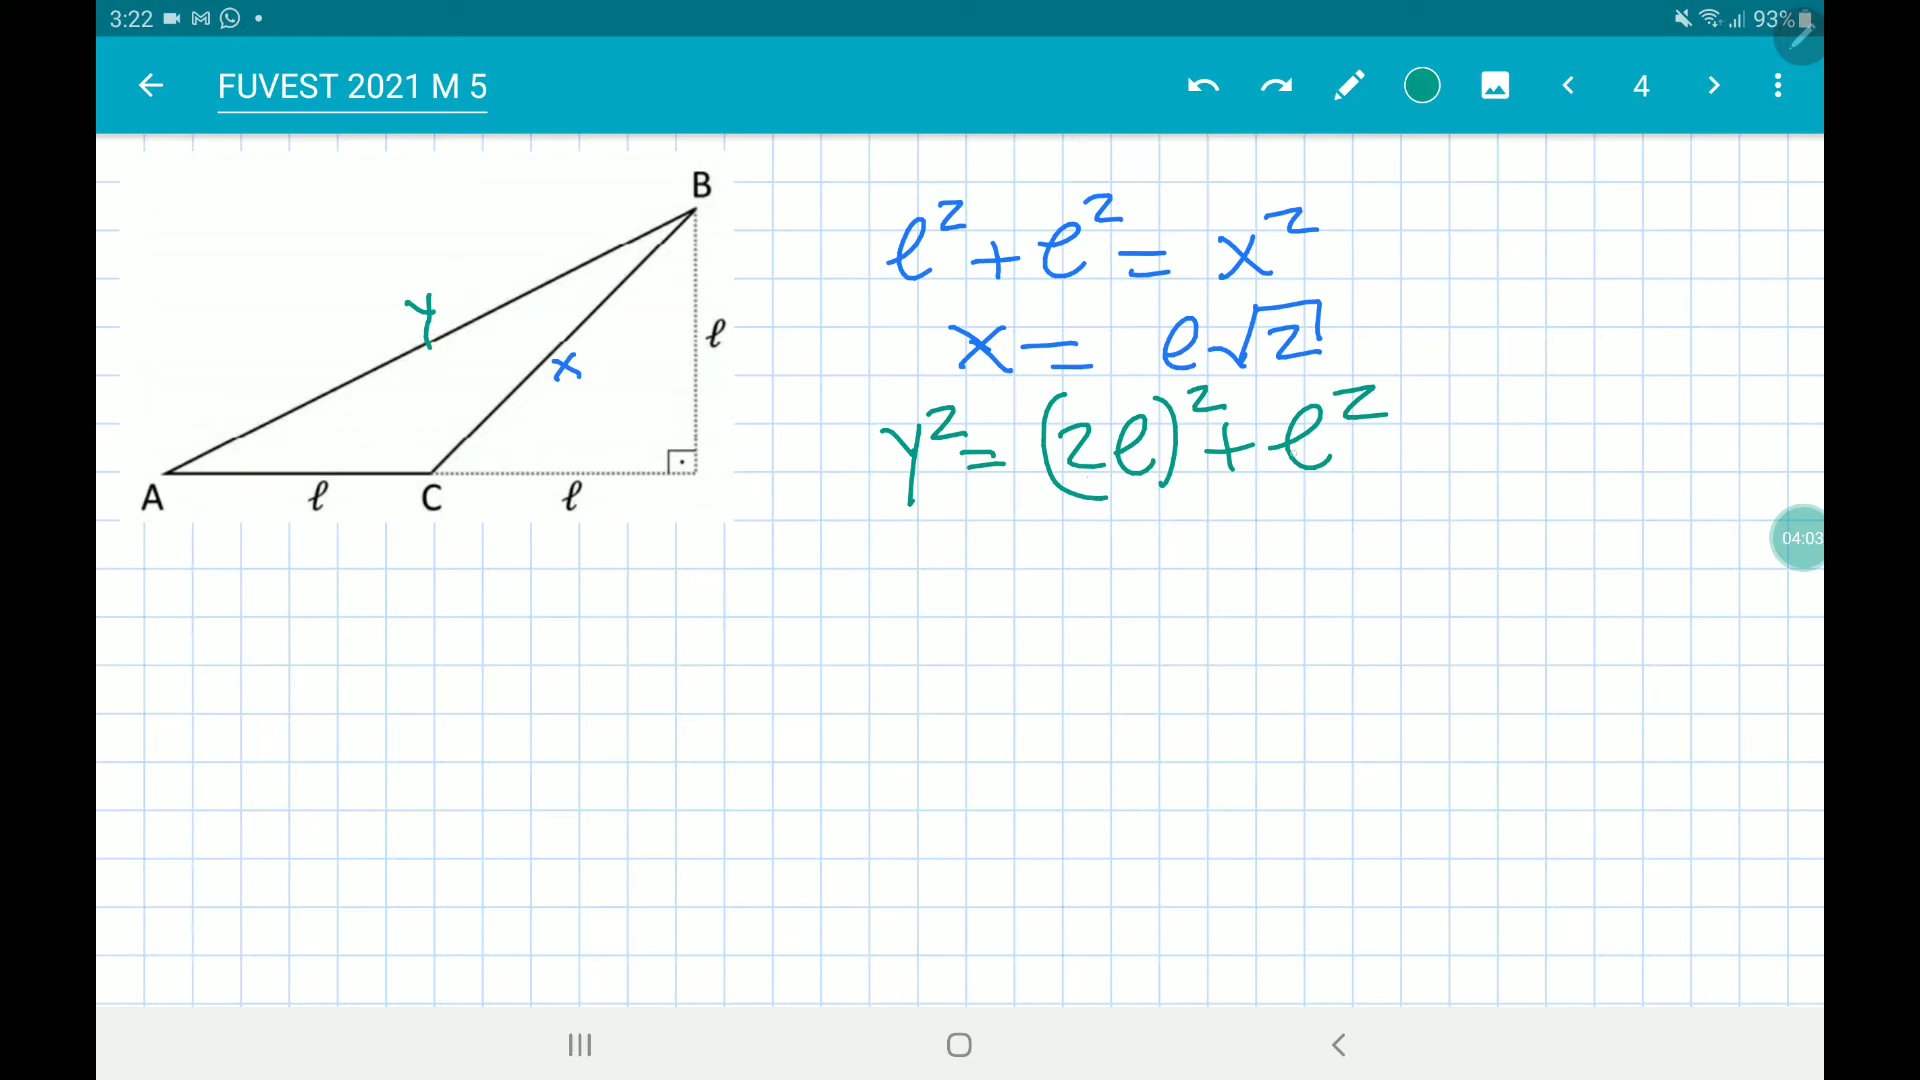 3:22 93%
FUVEST 2021 M 5 4
B
y
x
ℓ
A ℓ C ℓ
ℓ² + ℓ² = x²
x = ℓ√2
y² = (2ℓ)² + ℓ²
04:03